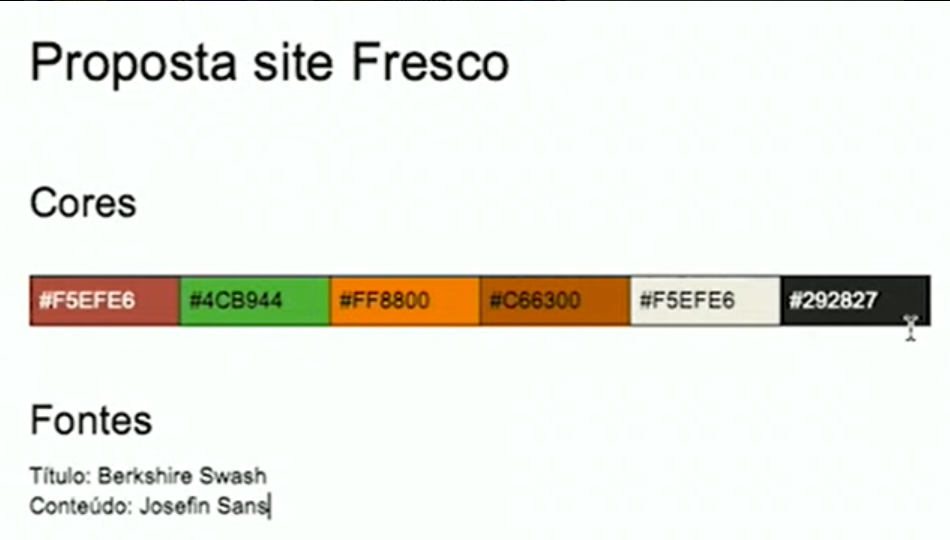 Proposta site Fresco
Cores
#F5EFE6 #4CB944 #FF8800 #C66300 #F5EFE6 #292827
Fontes
Título: Berkshire Swash
Conteúdo: Josefin Sans